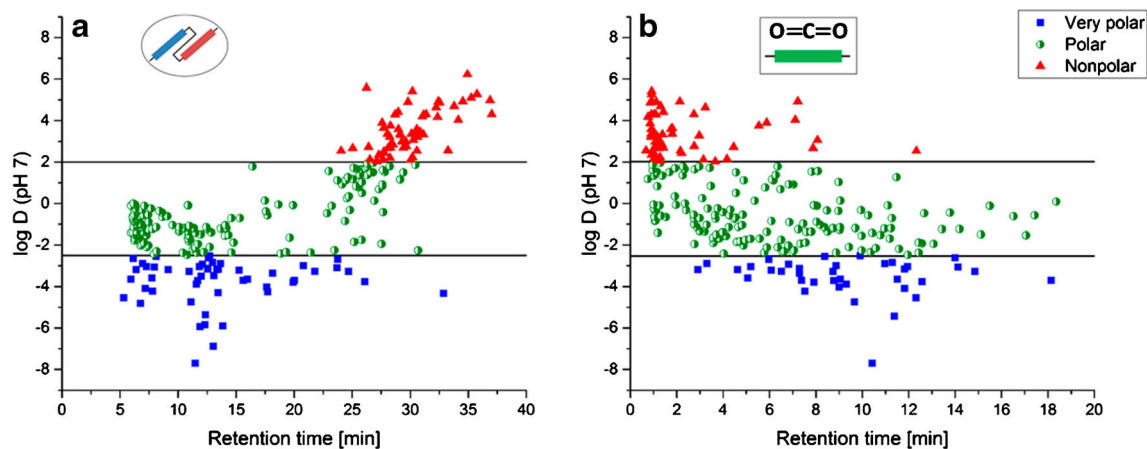 a
log D (pH 7)
8
6
4
2
0
-2
-4
-6
-8
0 5 10 15 20 25 30 35 40
Retention time [min]
b
O=C=O
Very polar
Polar
Nonpolar
log D (pH 7)
8
6
4
2
0
-2
-4
-6
-8
0 2 4 6 8 10 12 14 16 18 20
Retention time [min]